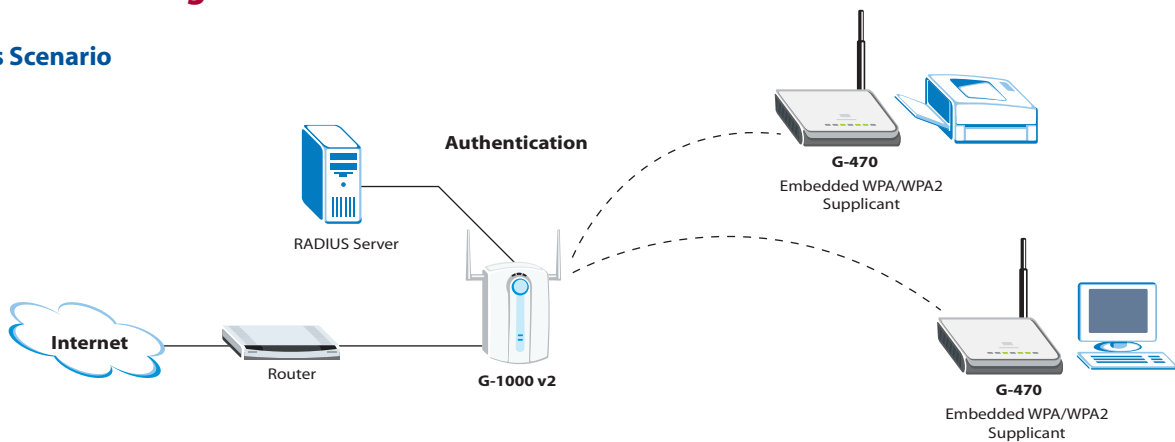 s Scenario
Authentication
G-470
Embedded WPA/WPA2
Supplicant
RADIUS Server
Internet
Router
G-1000 v2
G-470
Embedded WPA/WPA2
Supplicant